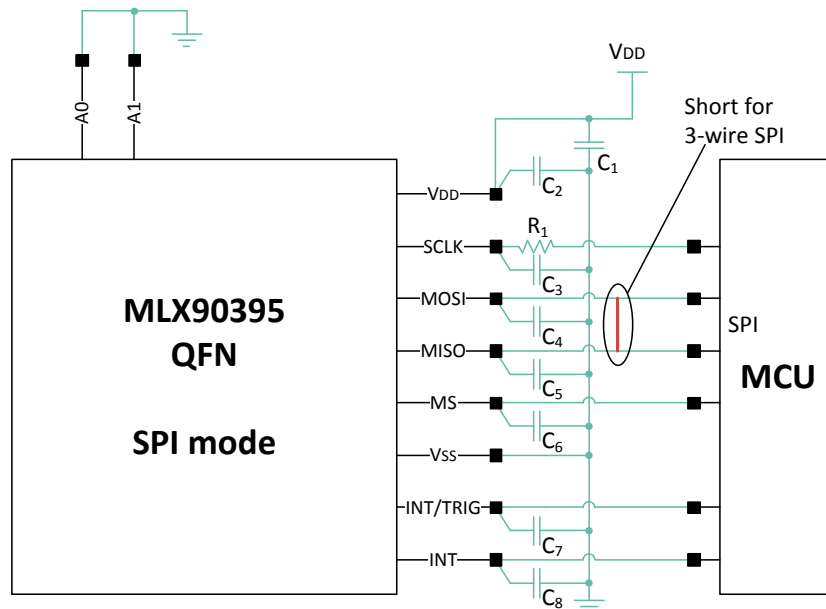 A0
A1
VDD
Short for
3-wire SPI
C1
C2
VDD
R1
SCLK
C3
MOSI
C4
MISO
C5
MS
C6
VSS
INT/TRIG
C7
INT
C8
MLX90395
QFN
SPI mode
SPI
MCU